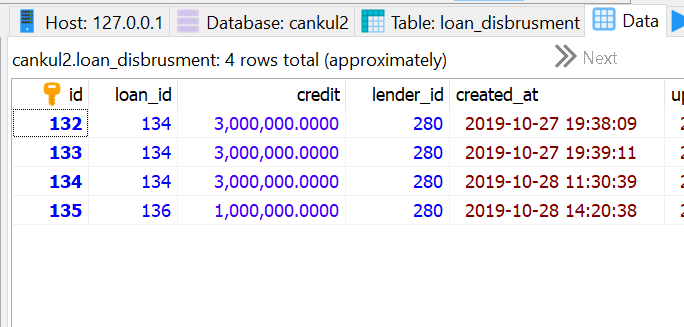 Host: 127.0.0.1 Database: cankul2 Table: loan_disbrusment Data
cankul2.loan_disbrusment: 4 rows total (approximately) Next
id loan_id credit lender_id created_at up
132 134 3,000,000.0000 280 2019-10-27 19:38:09 2
133 134 3,000,000.0000 280 2019-10-27 19:39:11 2
134 134 3,000,000.0000 280 2019-10-28 11:30:39 2
135 136 1,000,000.0000 280 2019-10-28 14:20:38 2